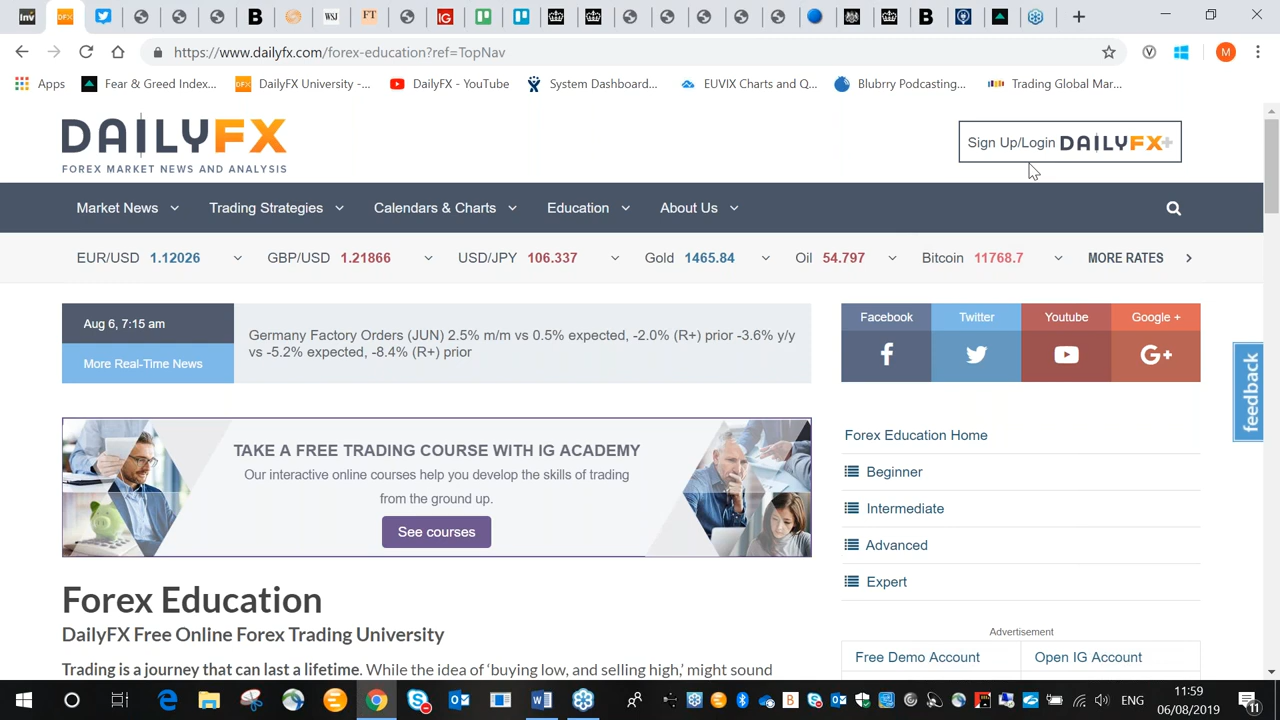 Inv
DFX
B
WSJ
FT
IG
B
https://www.dailyfx.com/forex-education?ref=TopNav
M
Apps
Fear & Greed Index...
DFX
DailyFX University -...
DailyFX - YouTube
System Dashboard...
EUVIX Charts and Q...
Blubrry Podcasting...
Trading Global Mar...
DAILYFX
FOREX MARKET NEWS AND ANALYSIS
Sign Up/Login DAILYFX+
Market News
Trading Strategies
Calendars & Charts
Education
About Us
EUR/USD 1.12026
GBP/USD 1.21866
USD/JPY 106.337
Gold 1465.84
Oil 54.797
Bitcoin 11768.7
MORE RATES
Aug 6, 7:15 am
More Real-Time News
Germany Factory Orders (JUN) 2.5% m/m vs 0.5% expected, -2.0% (R+) prior -3.6% y/y
vs -5.2% expected, -8.4% (R+) prior
Facebook
Twitter
Youtube
Google +
f
G+
feedback
TAKE A FREE TRADING COURSE WITH IG ACADEMY
Our interactive online courses help you develop the skills of trading
from the ground up.
See courses
Forex Education Home
Beginner
Intermediate
Advanced
Expert
Forex Education
DailyFX Free Online Forex Trading University
Trading is a journey that can last a lifetime. While the idea of ‘buying low, and selling high,’ might sound
Advertisement
Free Demo Account
Open IG Account
ENG
11:59
06/08/2019
11